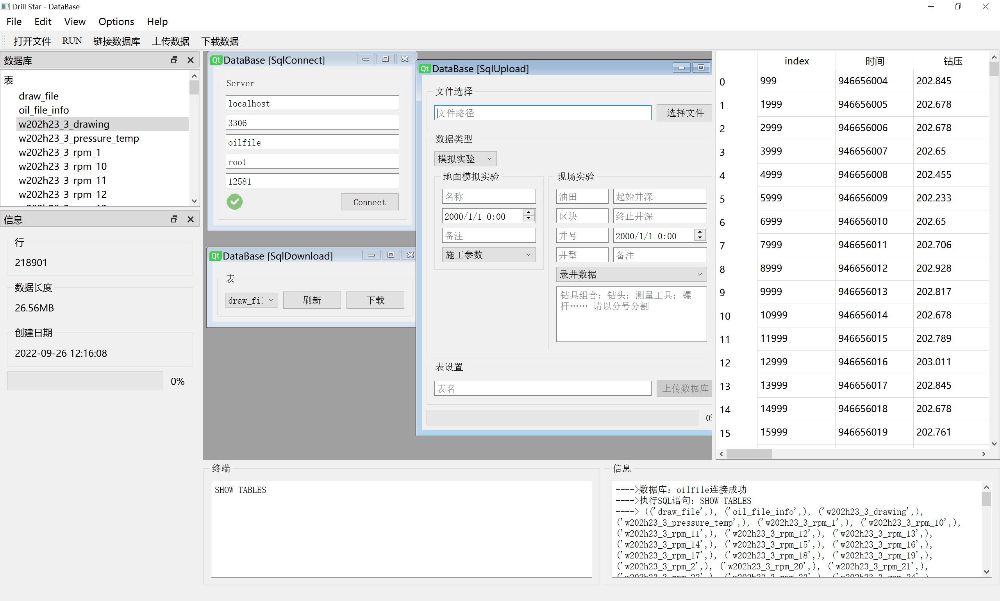 Drill Star - DataBase
File Edit View Options Help
打开文件 RUN 链接数据库 上传数据 下载数据
数据库
表
draw_file
oil_file_info
w202h23_3_drawing
w202h23_3_pressure_temp
w202h23_3_rpm_1
w202h23_3_rpm_10
w202h23_3_rpm_11
w202h23_3_rpm_12
信息
行
218901
数据长度
26.56MB
创建日期
2022-09-26 12:16:08
0%
Qt DataBase [SqlConnect]
Server
localhost
3306
oilfile
root
12581
Connect
Qt DataBase [SqlDownload]
表
draw_fi 刷新 下载
Qt DataBase [SqlUpload]
文件选择
文件路径 选择文件
数据类型
模拟实验
地面模拟实验
名称
2000/1/1 0:00
备注
施工参数
现场实验
油田 起始井深
区块 终止井深
井号 2000/1/1 0:00
井型 备注
录井数据
钻具组合：钻头；测量工具；螺
杆…… 请以分号分割
表设置
表名 上传数据库
index 时间 钻压
0 999 946656004 202.845
1 1999 946656005 202.678
2 2999 946656006 202.678
3 3999 946656007 202.65
4 4999 946656008 202.455
5 5999 946656009 202.233
6 6999 946656010 202.65
7 7999 946656011 202.706
8 8999 946656012 202.928
9 9999 946656013 202.817
10 10999 946656014 202.678
11 11999 946656015 202.789
12 12999 946656016 203.011
13 13999 946656017 202.845
14 14999 946656018 202.678
15 15999 946656019 202.761
终端
SHOW TABLES
信息
---->数据库：oilfile连接成功
---->执行SQL语句：SHOW TABLES
----> (('draw_file',), ('oil_file_info',), ('w202h23_3_drawing',),
('w202h23_3_pressure_temp',), ('w202h23_3_rpm_1',), ('w202h23_3_rpm_10',),
('w202h23_3_rpm_11',), ('w202h23_3_rpm_12',), ('w202h23_3_rpm_13',),
('w202h23_3_rpm_14',), ('w202h23_3_rpm_15',), ('w202h23_3_rpm_16',),
('w202h23_3_rpm_17',), ('w202h23_3_rpm_18',), ('w202h23_3_rpm_19',),
('w202h23_3_rpm_2',), ('w202h23_3_rpm_20',), ('w202h23_3_rpm_21',),